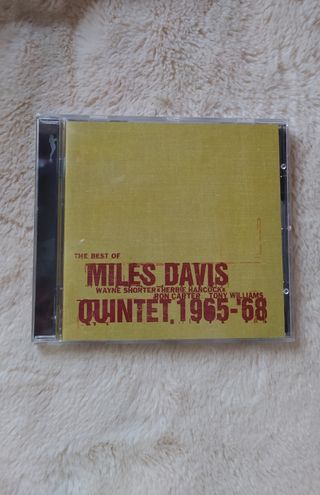 THE BEST OF
MILES DAVIS
WAYNE SHORTER HERBIE HANCOCK
RON CARTER TONY WILLIAMS
QUINTET.1965-'68